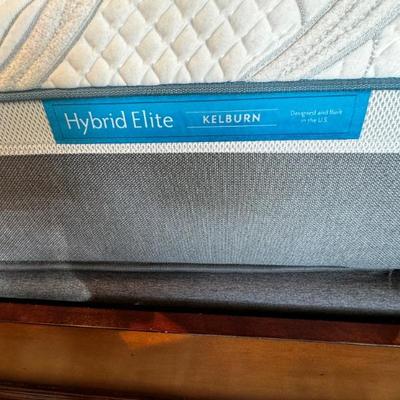 Hybrid Elite KELBURN Designed and Built
in the U.S.